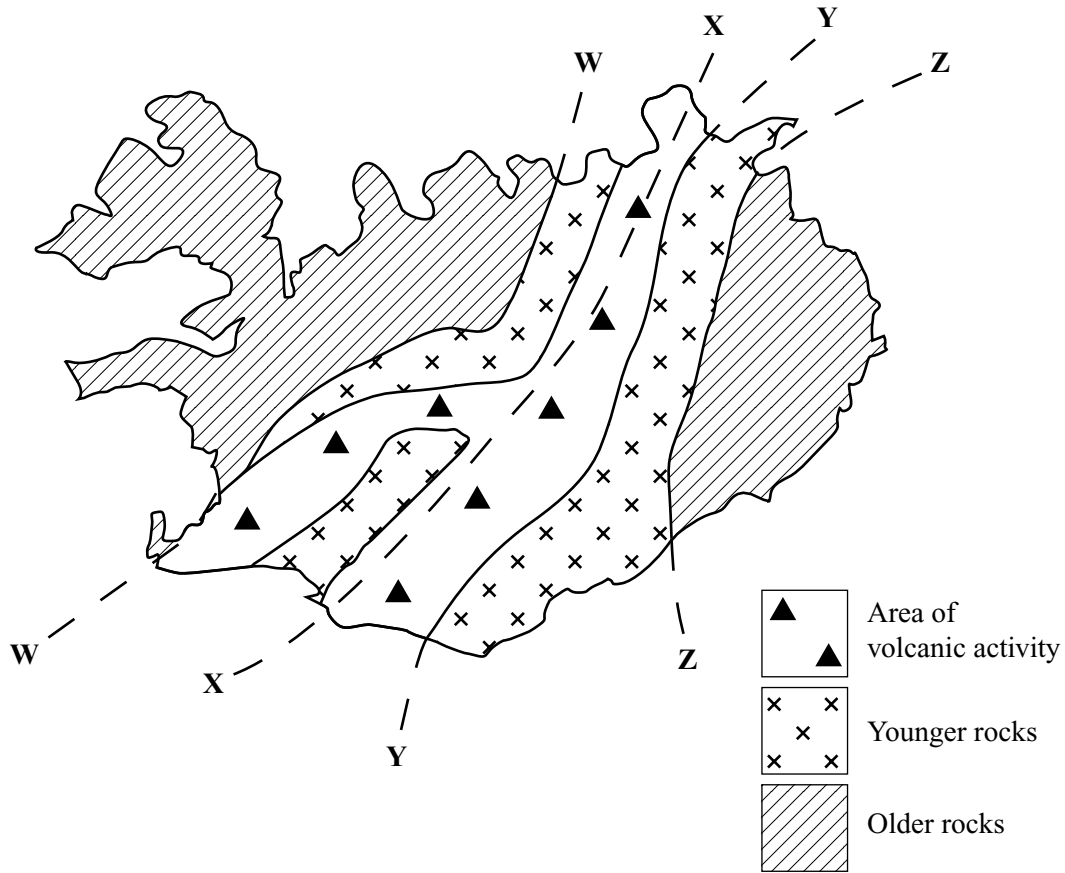 X
Y
W
Z
W
X
Y
Z
Area of
volcanic activity
Younger rocks
Older rocks